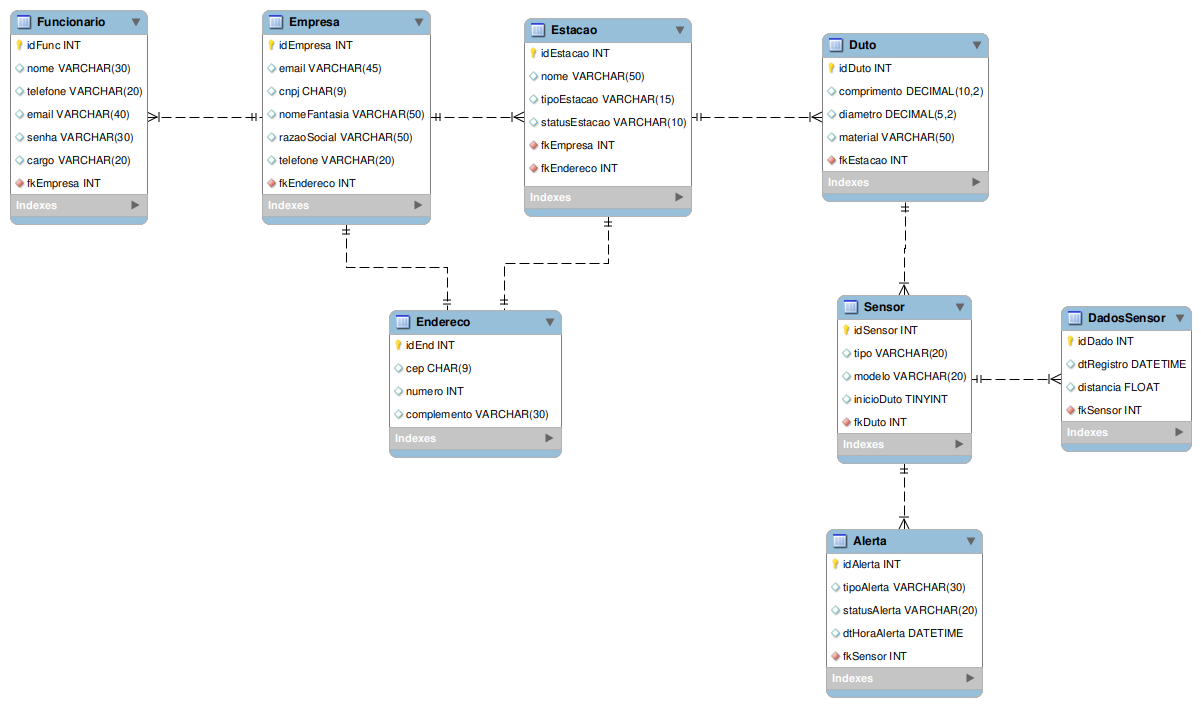 Funcionario
idFunc INT
nome VARCHAR(30)
telefone VARCHAR(20)
email VARCHAR(40)
senha VARCHAR(30)
cargo VARCHAR(20)
fkEmpresa INT
Indexes
Empresa
idEmpresa INT
email VARCHAR(45)
cnpj CHAR(9)
nomeFantasia VARCHAR(50)
razaoSocial VARCHAR(50)
telefone VARCHAR(20)
fkEndereco INT
Indexes
Estacao
idEstacao INT
nome VARCHAR(50)
tipoEstacao VARCHAR(15)
statusEstacao VARCHAR(10)
fkEmpresa INT
fkEndereco INT
Indexes
Duto
idDuto INT
comprimento DECIMAL(10,2)
diametro DECIMAL(5,2)
material VARCHAR(50)
fkEstacao INT
Indexes
Endereco
idEnd INT
cep CHAR(9)
numero INT
complemento VARCHAR(30)
Indexes
Sensor
idSensor INT
tipo VARCHAR(20)
modelo VARCHAR(20)
inicioDuto TINYINT
fkDuto INT
Indexes
DadosSensor
idDado INT
dtRegistro DATETIME
distancia FLOAT
fkSensor INT
Indexes
Alerta
idAlerta INT
tipoAlerta VARCHAR(30)
statusAlerta VARCHAR(20)
dtHoraAlerta DATETIME
fkSensor INT
Indexes